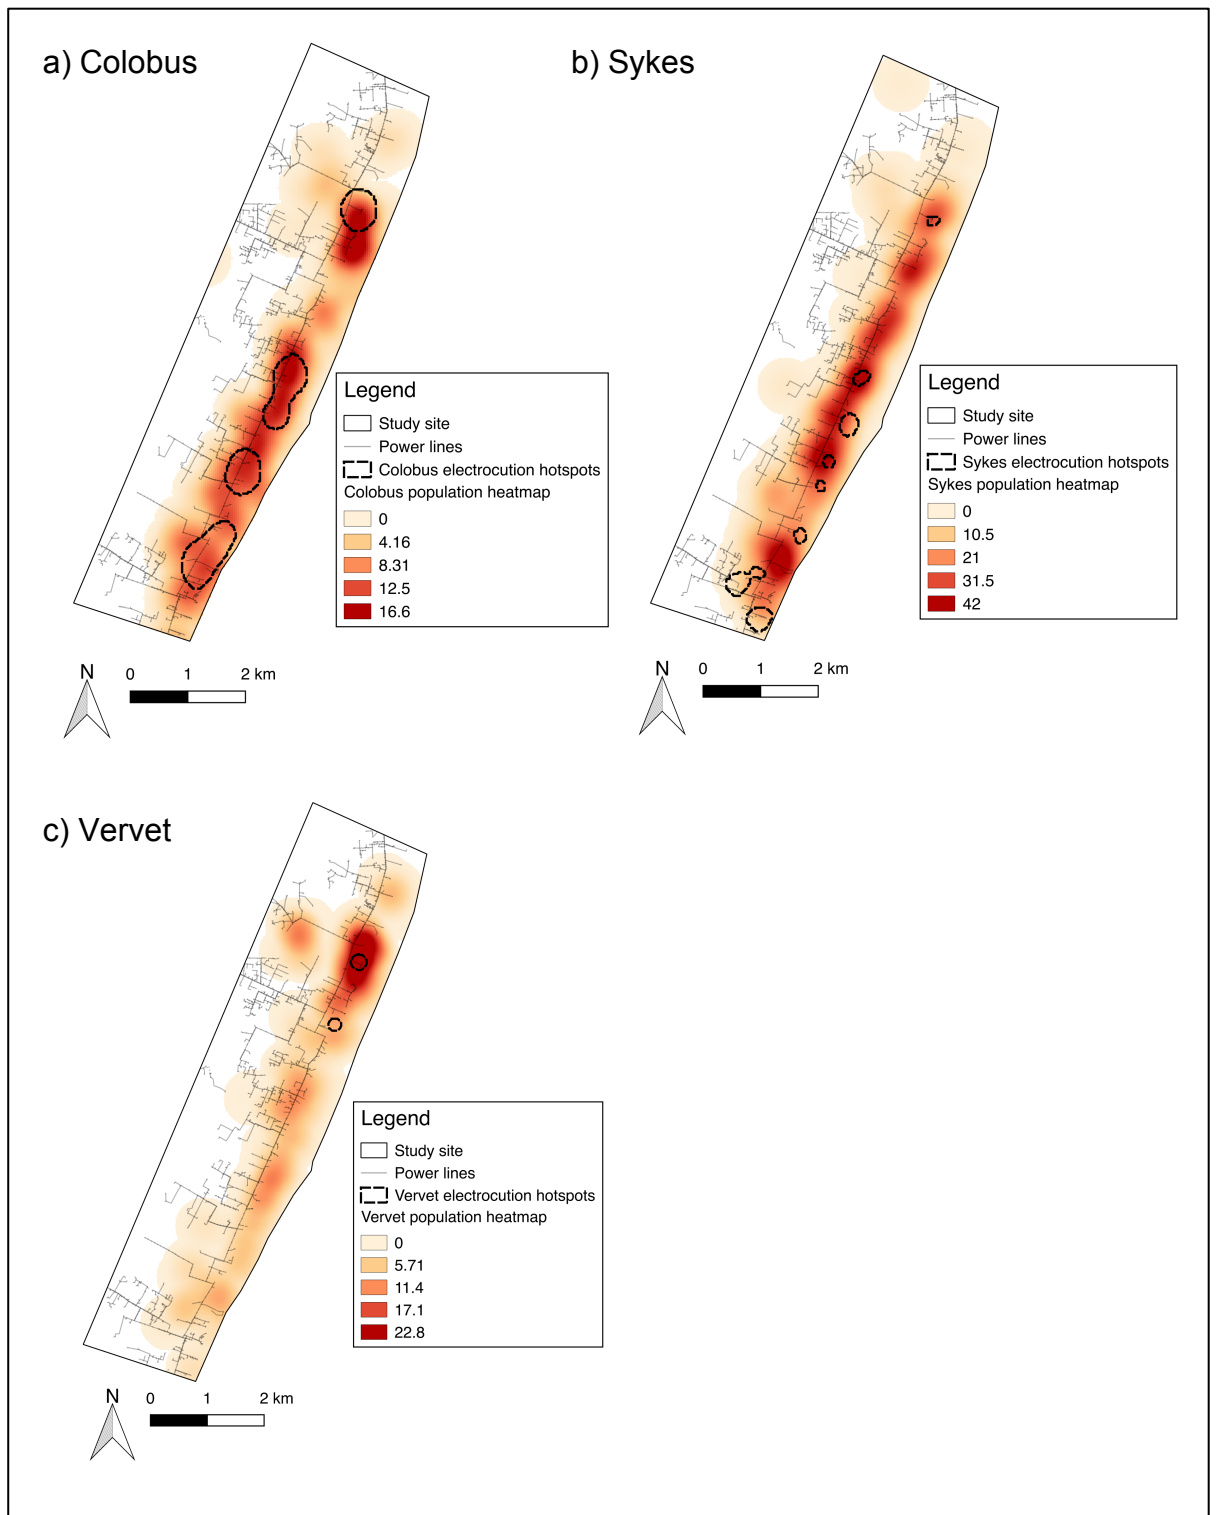 a) Colobus
Legend
Study site
Power lines
Colobus electrocution hotspots
Colobus population heatmap
0
4.16
8.31
12.5
16.6
N
0 1 2 km
b) Sykes
Legend
Study site
Power lines
Sykes electrocution hotspots
Sykes population heatmap
0
10.5
21
31.5
42
N
0 1 2 km
c) Vervet
Legend
Study site
Power lines
Vervet electrocution hotspots
Vervet population heatmap
0
5.71
11.4
17.1
22.8
N
0 1 2 km